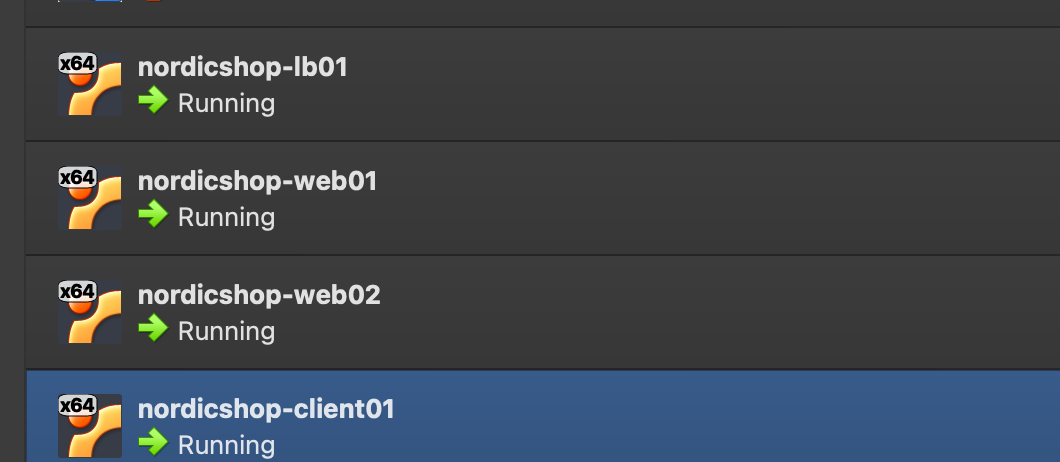 x64
nordicshop-lb01
Running
x64
nordicshop-web01
Running
x64
nordicshop-web02
Running
x64
nordicshop-client01
Running